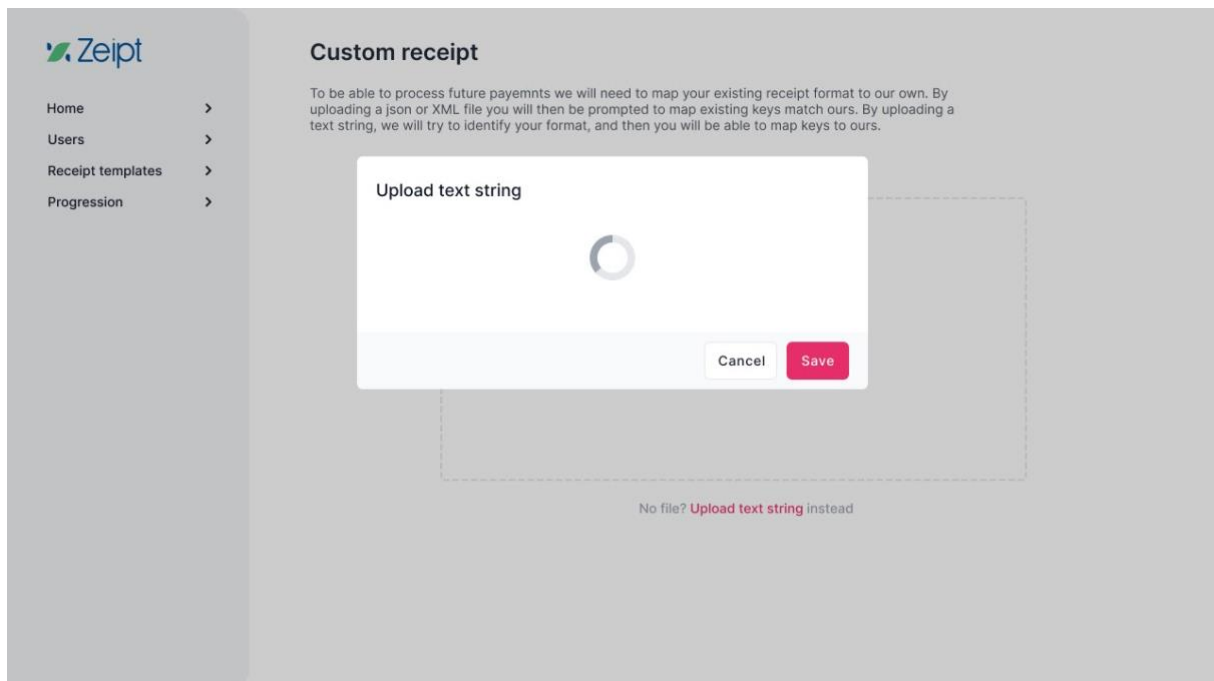 Zeipt
Home
Users
Receipt templates
Progression
Custom receipt
To be able to process future payemnts we will need to map your existing receipt format to our own. By
uploading a json or XML file you will then be prompted to map existing keys match ours. By uploading a
text string, we will try to identify your format, and then you will be able to map keys to ours.
Upload text string
Cancel
Save
No file? Upload text string instead